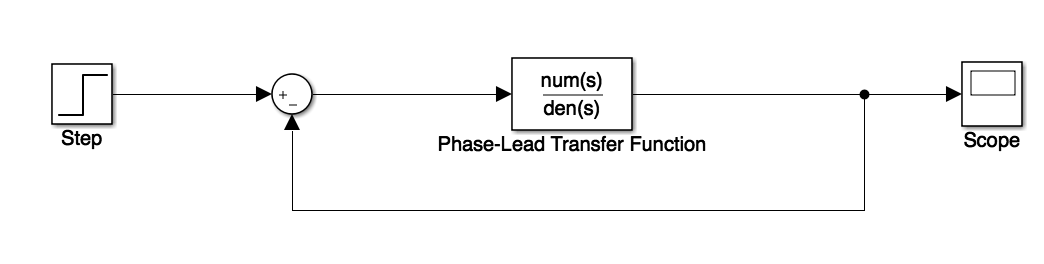 num(s)
den(s)
+
_
Step
Phase-Lead Transfer Function
Scope